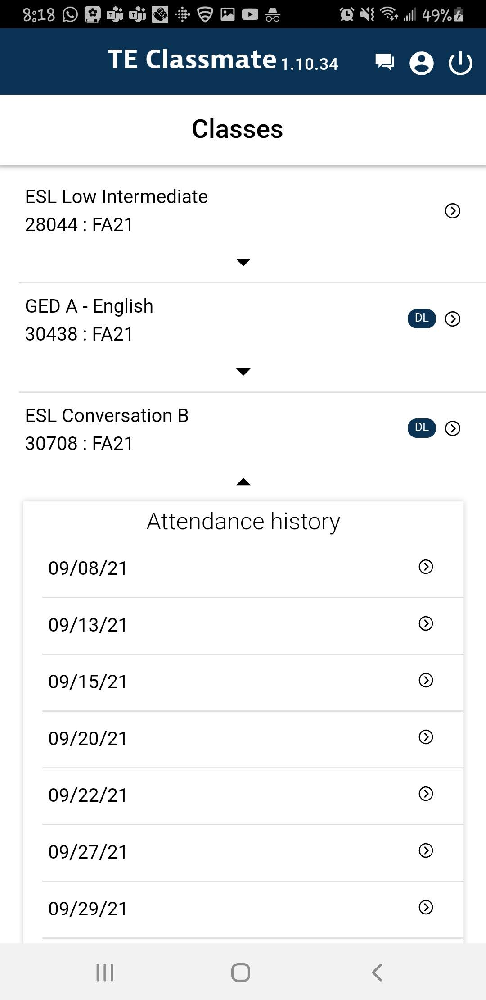 8:18 49%
TE Classmate 1.10.34
Classes
ESL Low Intermediate
28044 : FA21
GED A - English
30438 : FA21
DL
ESL Conversation B
30708 : FA21
DL
Attendance history
09/08/21
09/13/21
09/15/21
09/20/21
09/22/21
09/27/21
09/29/21